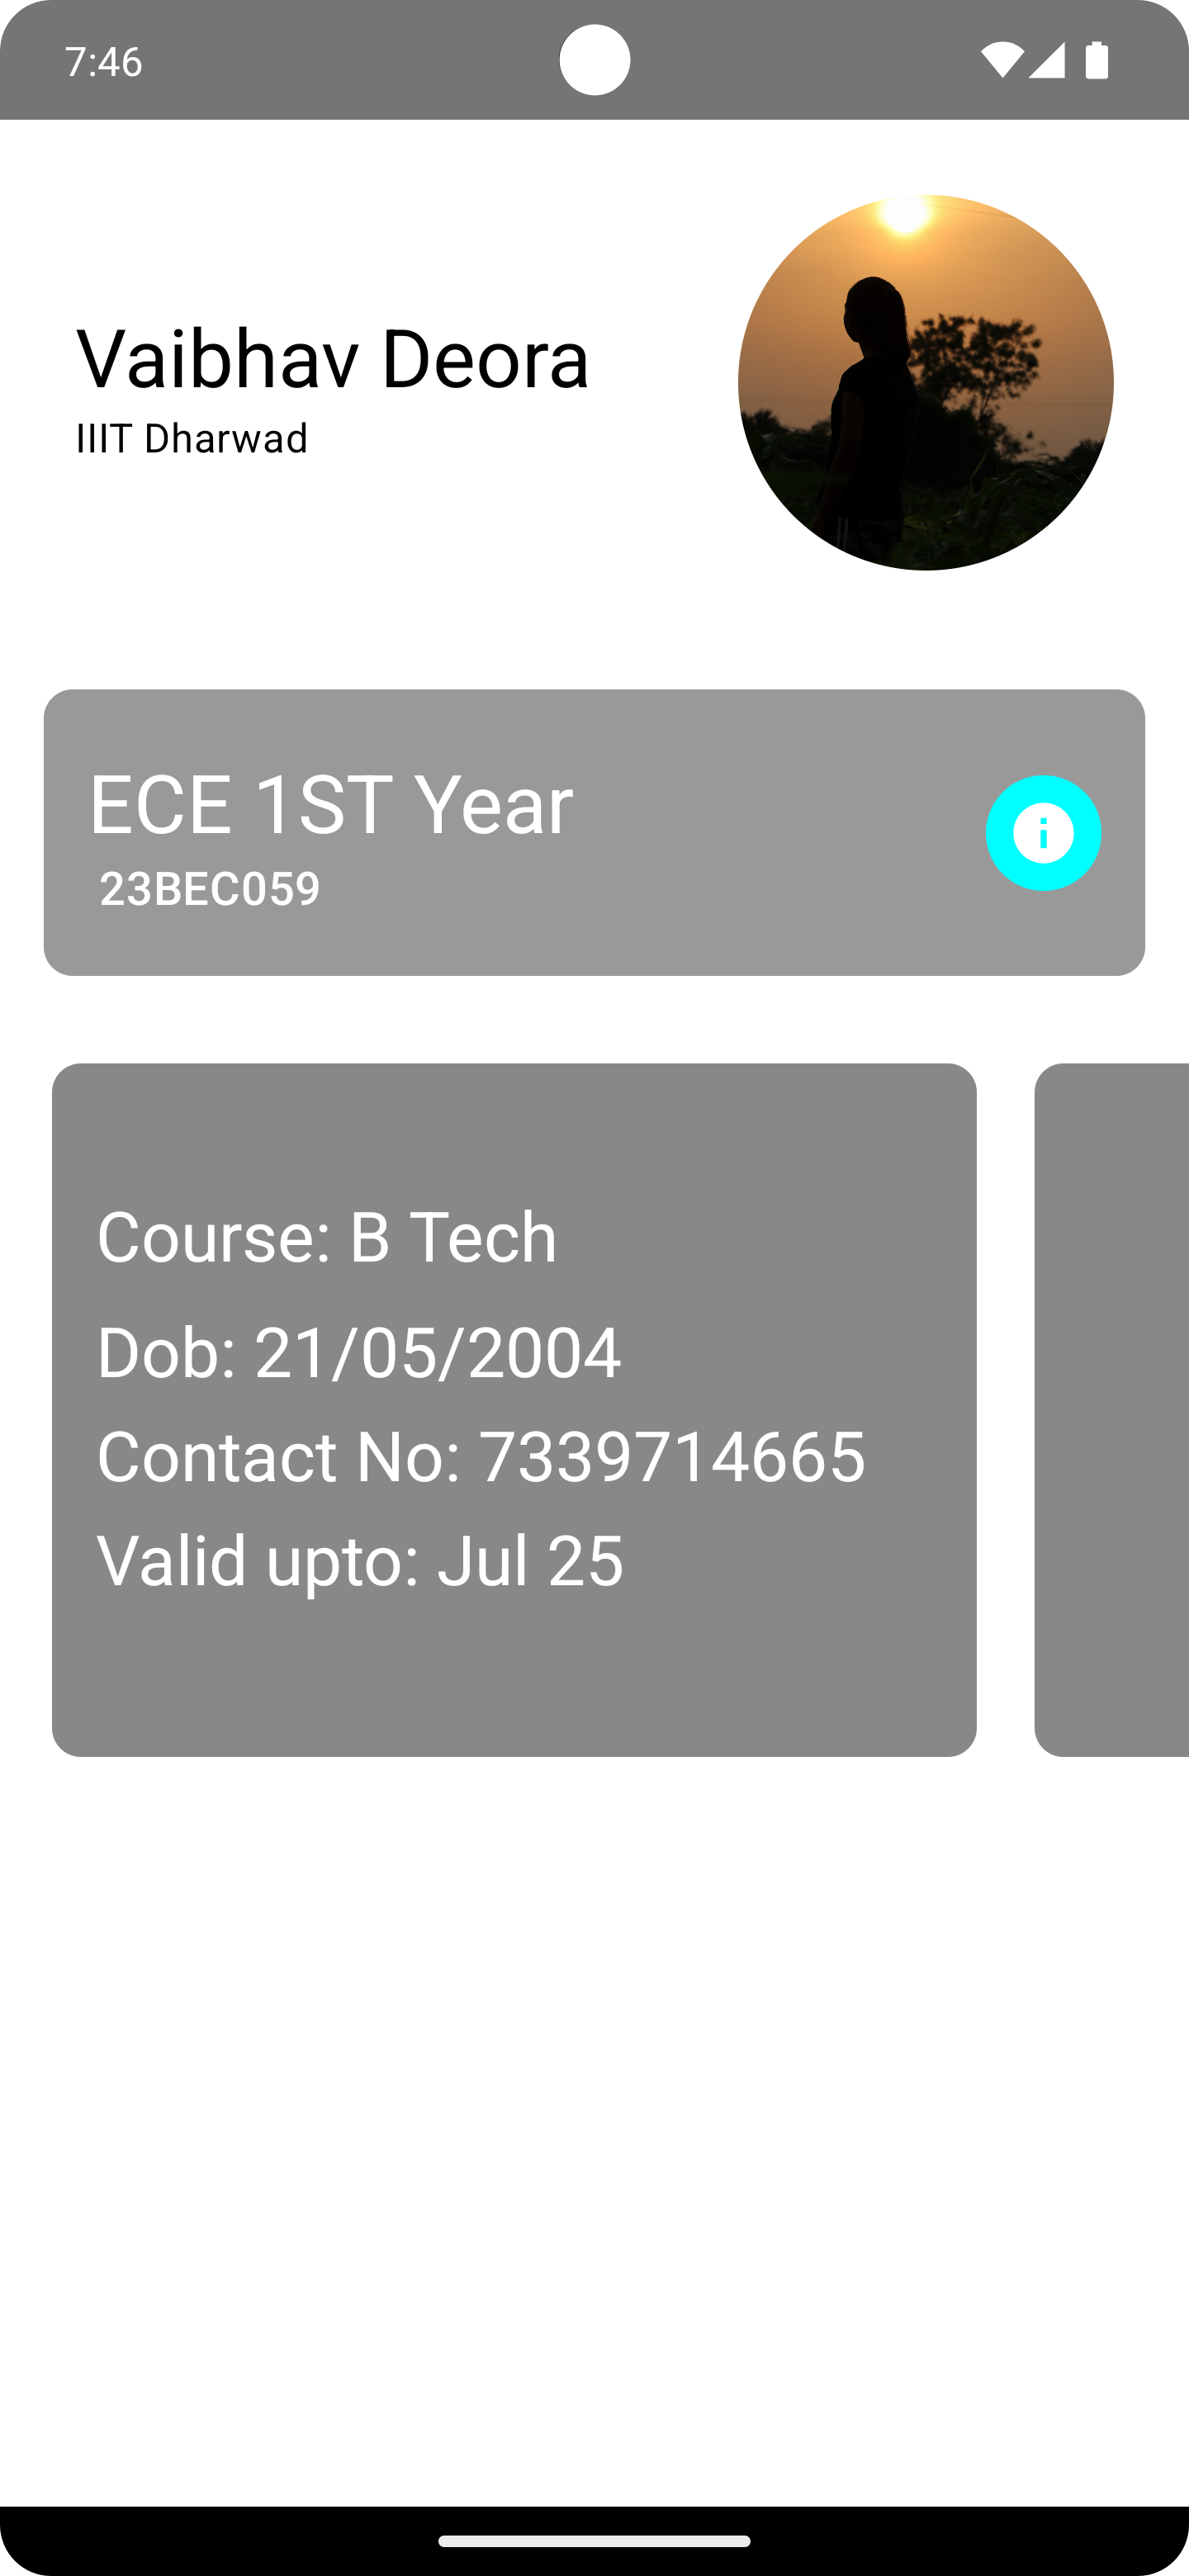 7:46
Vaibhav Deora
IIIT Dharwad
ECE 1ST Year
23BEC059
Course: B Tech
Dob: 21/05/2004
Contact No: 7339714665
Valid upto: Jul 25